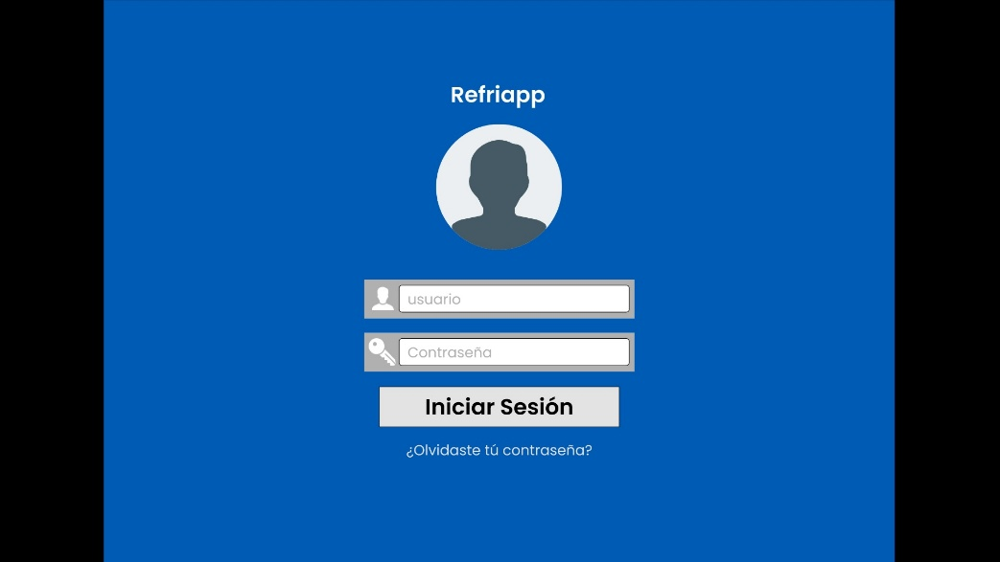 Refriapp
usuario
Contraseña
Iniciar Sesión
¿Olvidaste tú contraseña?